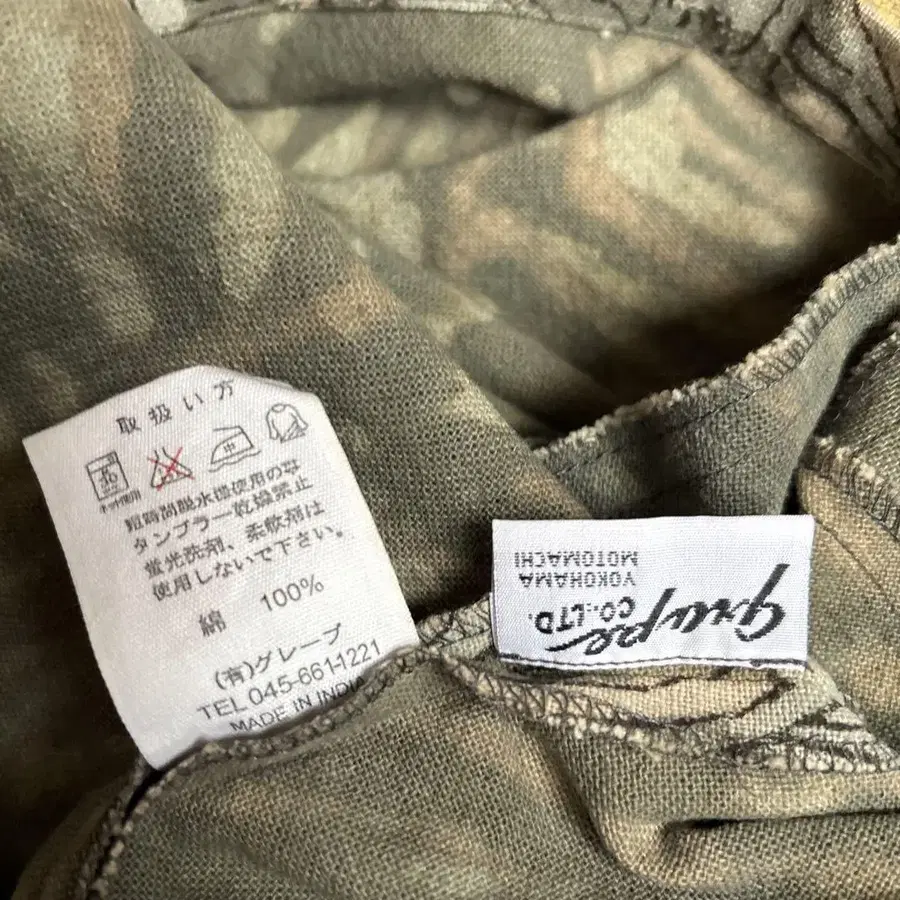 取扱い方
30
中
ネット使用
短時間脱水機使用の事
タンブラー乾燥禁止
蛍光洗剤、柔軟剤は
使用しないで下さい。
綿 100%
(有)グレープ
TEL 045-661-1221
MADE IN INDIA
grape
CO.,LTD.
YOKOHAMA
MOTOMACHI